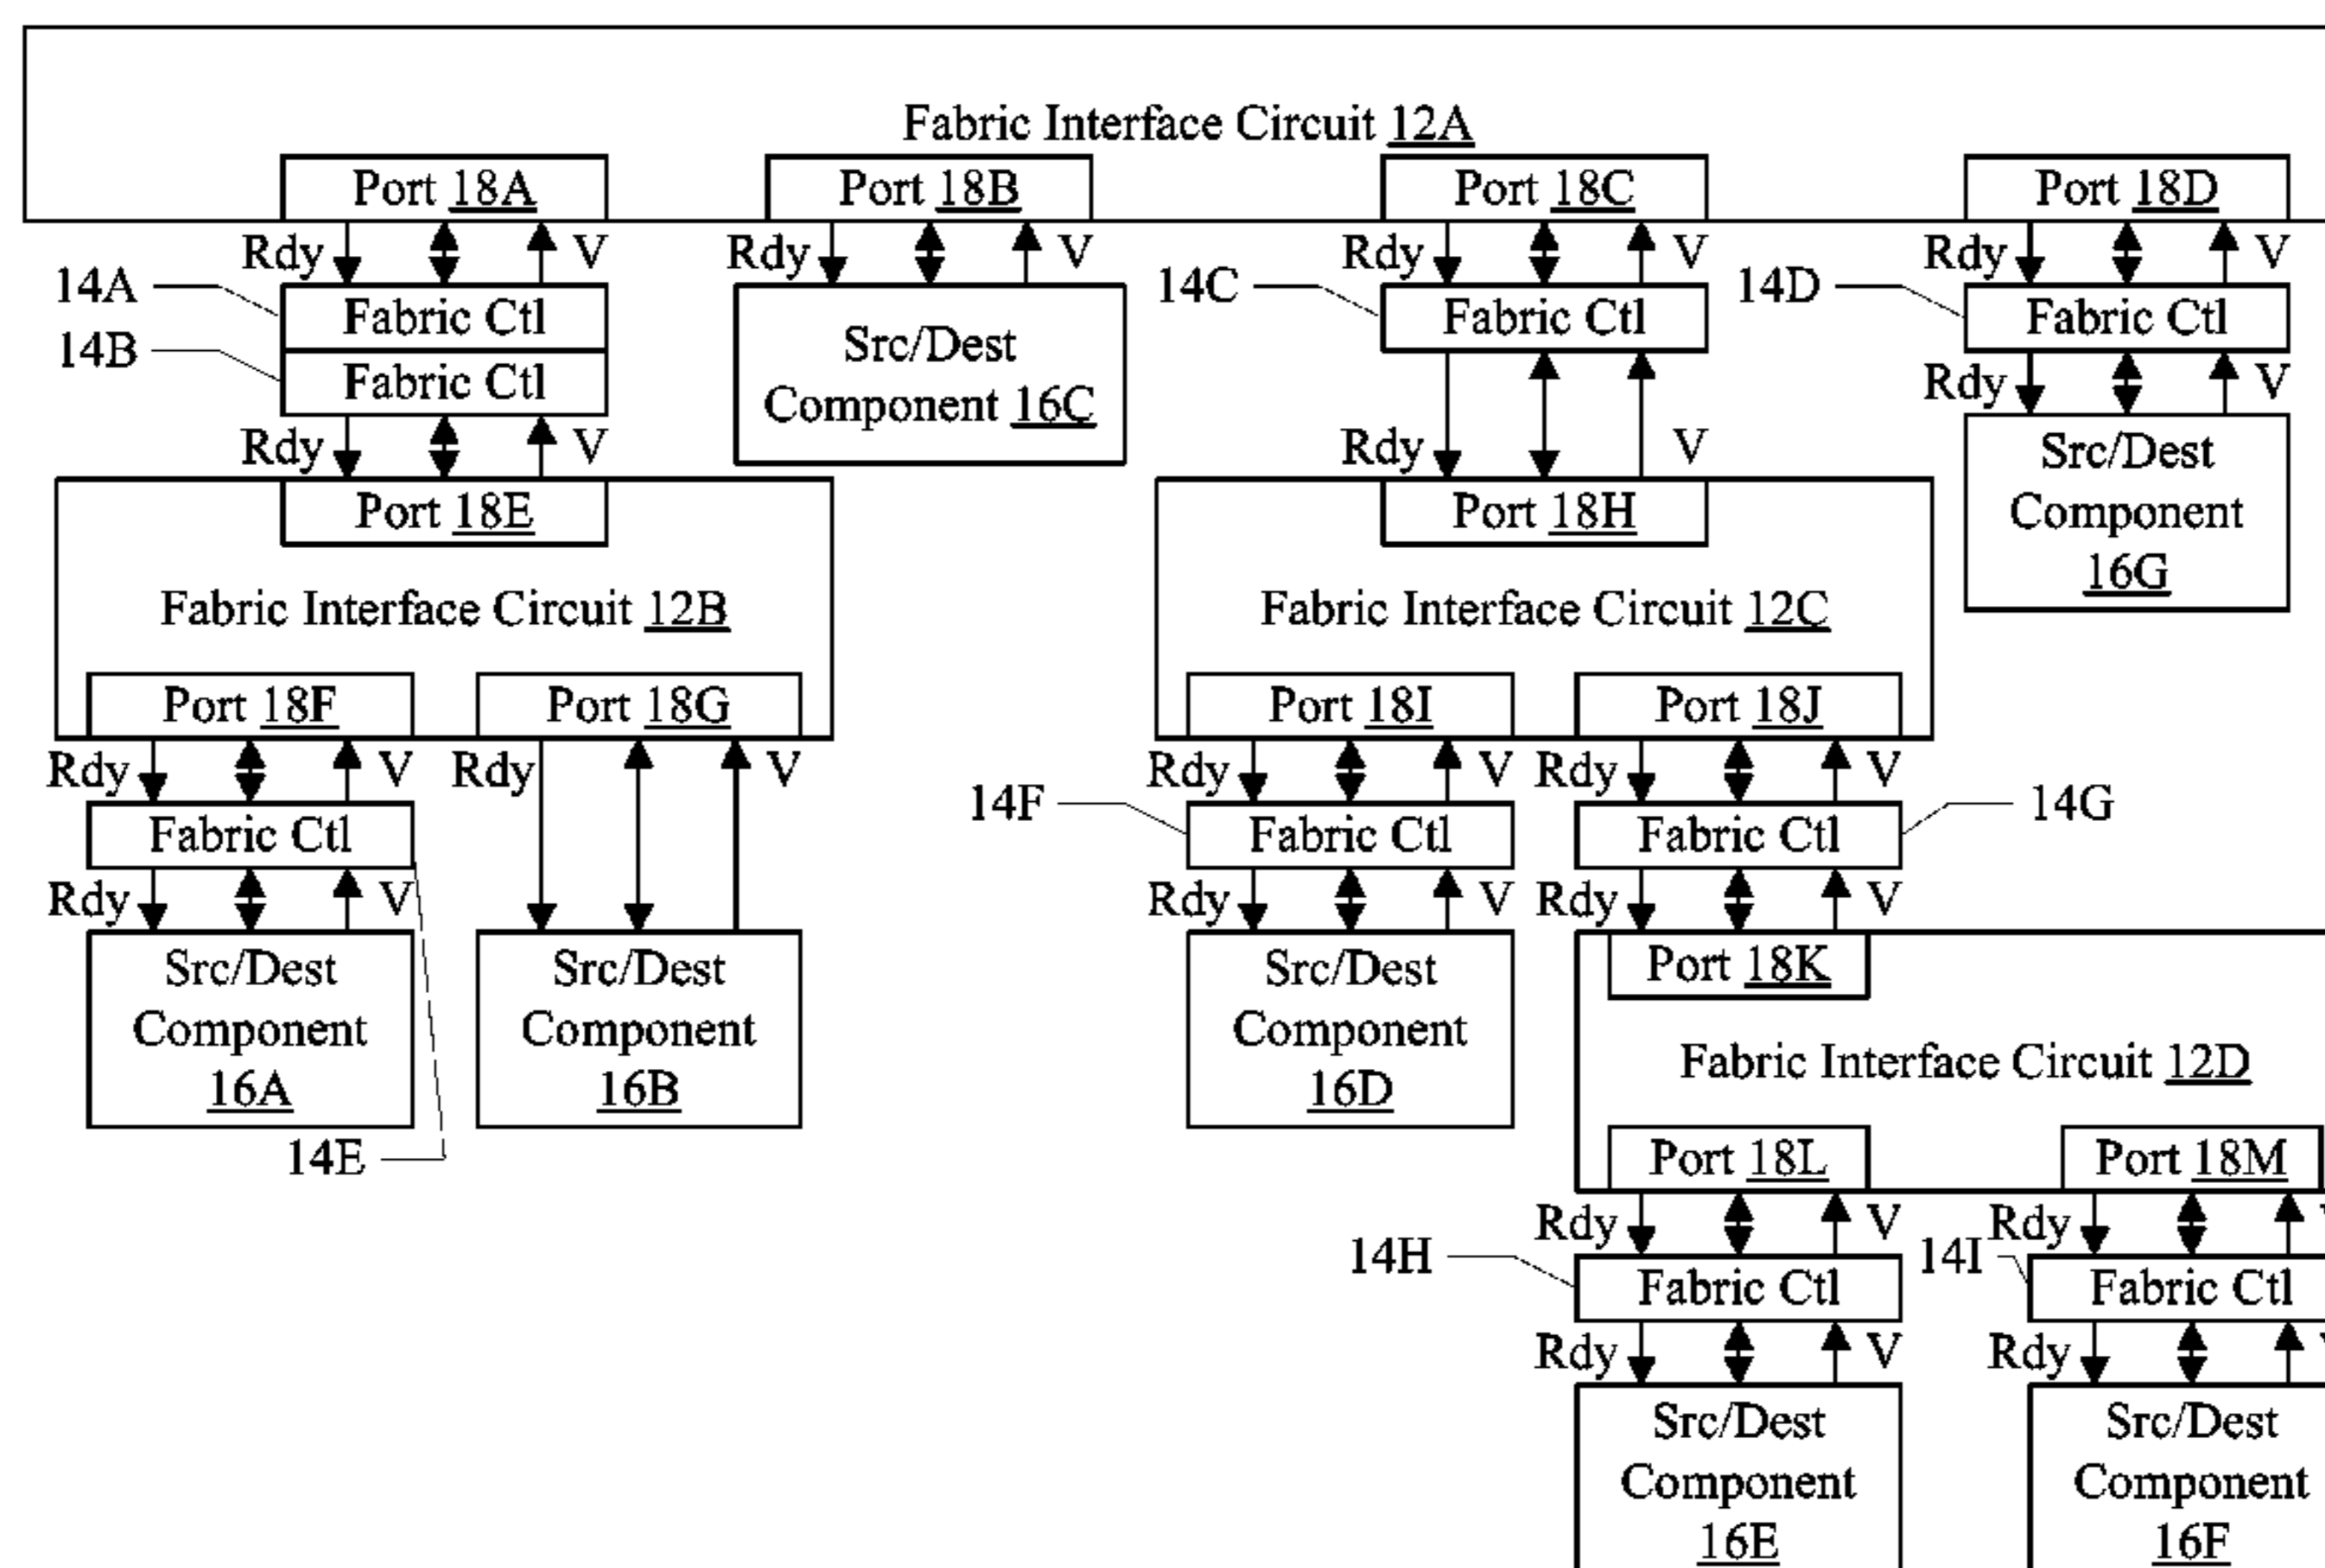 Fabric Interface Circuit 12A
Port 18A
Port 18B
Port 18C
Port 18D
Rdy
V
Rdy
V
Rdy
V
Rdy
V
14A
Fabric Ctl
14B
Fabric Ctl
Src/Dest
Component 16C
14C
Fabric Ctl
14D
Fabric Ctl
Rdy
V
Rdy
V
Rdy
V
Src/Dest
Component
16G
Port 18E
Fabric Interface Circuit 12B
Port 18F
Port 18G
Port 18H
Fabric Interface Circuit 12C
Port 18I
Port 18J
Rdy
V
Rdy
V
Rdy
V
Rdy
V
Fabric Ctl
14F
Fabric Ctl
Fabric Ctl
14G
Rdy
V
Rdy
V
Rdy
V
Src/Dest
Component
16A
14E
Src/Dest
Component
16B
Src/Dest
Component
16D
Port 18K
Fabric Interface Circuit 12D
Port 18L
Port 18M
Rdy
V
Rdy
14H
Fabric Ctl
14I
Fabric Ctl
Rdy
V
Rdy
Src/Dest
Component
16E
Src/Dest
Component
16F